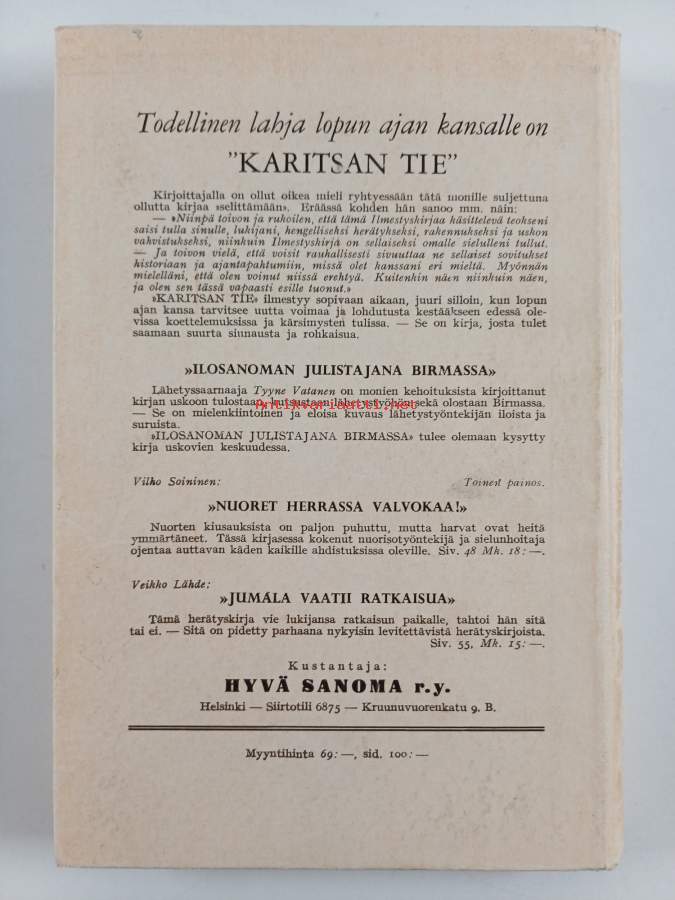 Todellinen lahja lopun ajan kansalle on
"KARITSAN TIE"
Kirjoittajalla on ollut oikea mieli ryhtyessään tätä monille suljettuna
ollutta kirjaa »selittämään». Eräässä kohden hän sanoo mm. näin:
— »Niinpä toivon ja rukoilen, että tämä Ilmestyskirjaa käsittelevä teokseni
saisi tulla sinulle, lukijani, hengelliseksi herätykseksi, rakennukseksi ja uskon
vahvistukseksi, niinkuin Ilmestyskirja on sellaiseksi omalle sielulleni tullut.
— Ja toivon vielä, että voisit rauhallisesti sivuuttaa ne sellaiset sovitukset
historiaan ja ajantapahtumiin, missä olet kanssani eri mieltä. Myönnän
mielelläni, että olen voinut niissä erehtyä. Kuitenkin näen niinkuin näen,
ja olen sen tässä vapaasti esille tuonut.»
»KARITSAN TIE» ilmestyy sopivaan aikaan, juuri silloin, kun lopun
ajan kansa tarvitsee uutta voimaa ja lohdutusta kestääkseen edessä ole-
vissa koettelemuksissa ja kärsimysten tulissa. — Se on kirja, josta tulet
saamaan suurta siunausta ja rohkaisua.
»ILOSANOMAN JULISTAJANA BIRMASSA»
Lähetyssaarnaaja Tyyne Vatanen on monien kehoituksista kirjoittanut
kirjan uskoon tulostaan, kutsustaan lähetystyöhön sekä olostaan Birmassa.
— Se on mielenkiintoinen ja eloisa kuvaus lähetystyöntekijän iloista ja
suruista.
»ILOSANOMAN JULISTAJANA BIRMASSA» tulee olemaan kysytty
kirja uskovien keskuudessa.
Antikvariaatti.net
Vilho Soininen: Toinen painos.
»NUORET HERRASSA VALVOKAA!»
Nuorten kiusauksista on paljon puhuttu, mutta harvat ovat heitä
ymmärtäneet. Tässä kirjasessa kokenut nuorisotyöntekijä ja sielunhoitaja
ojentaa auttavan käden kaikille ahdistuksissa oleville. Siv. 48 Mk. 18: —.
Veikko Lähde:
»JUMALA VAATII RATKAISUA»
Tämä herätyskirja vie lukijansa ratkaisun paikalle, tahtoi hän sitä
tai ei. — Sitä on pidetty parhaana nykyisin levitettävistä herätyskirjoista.
Siv. 55, Mk. 15: —.
Kustantaja:
HYVÄ SANOMA r.y.
Helsinki — Siirtotili 6875 — Kruunuvuorenkatu 9. B.
Myyntihinta 69: —, sid. 100: —